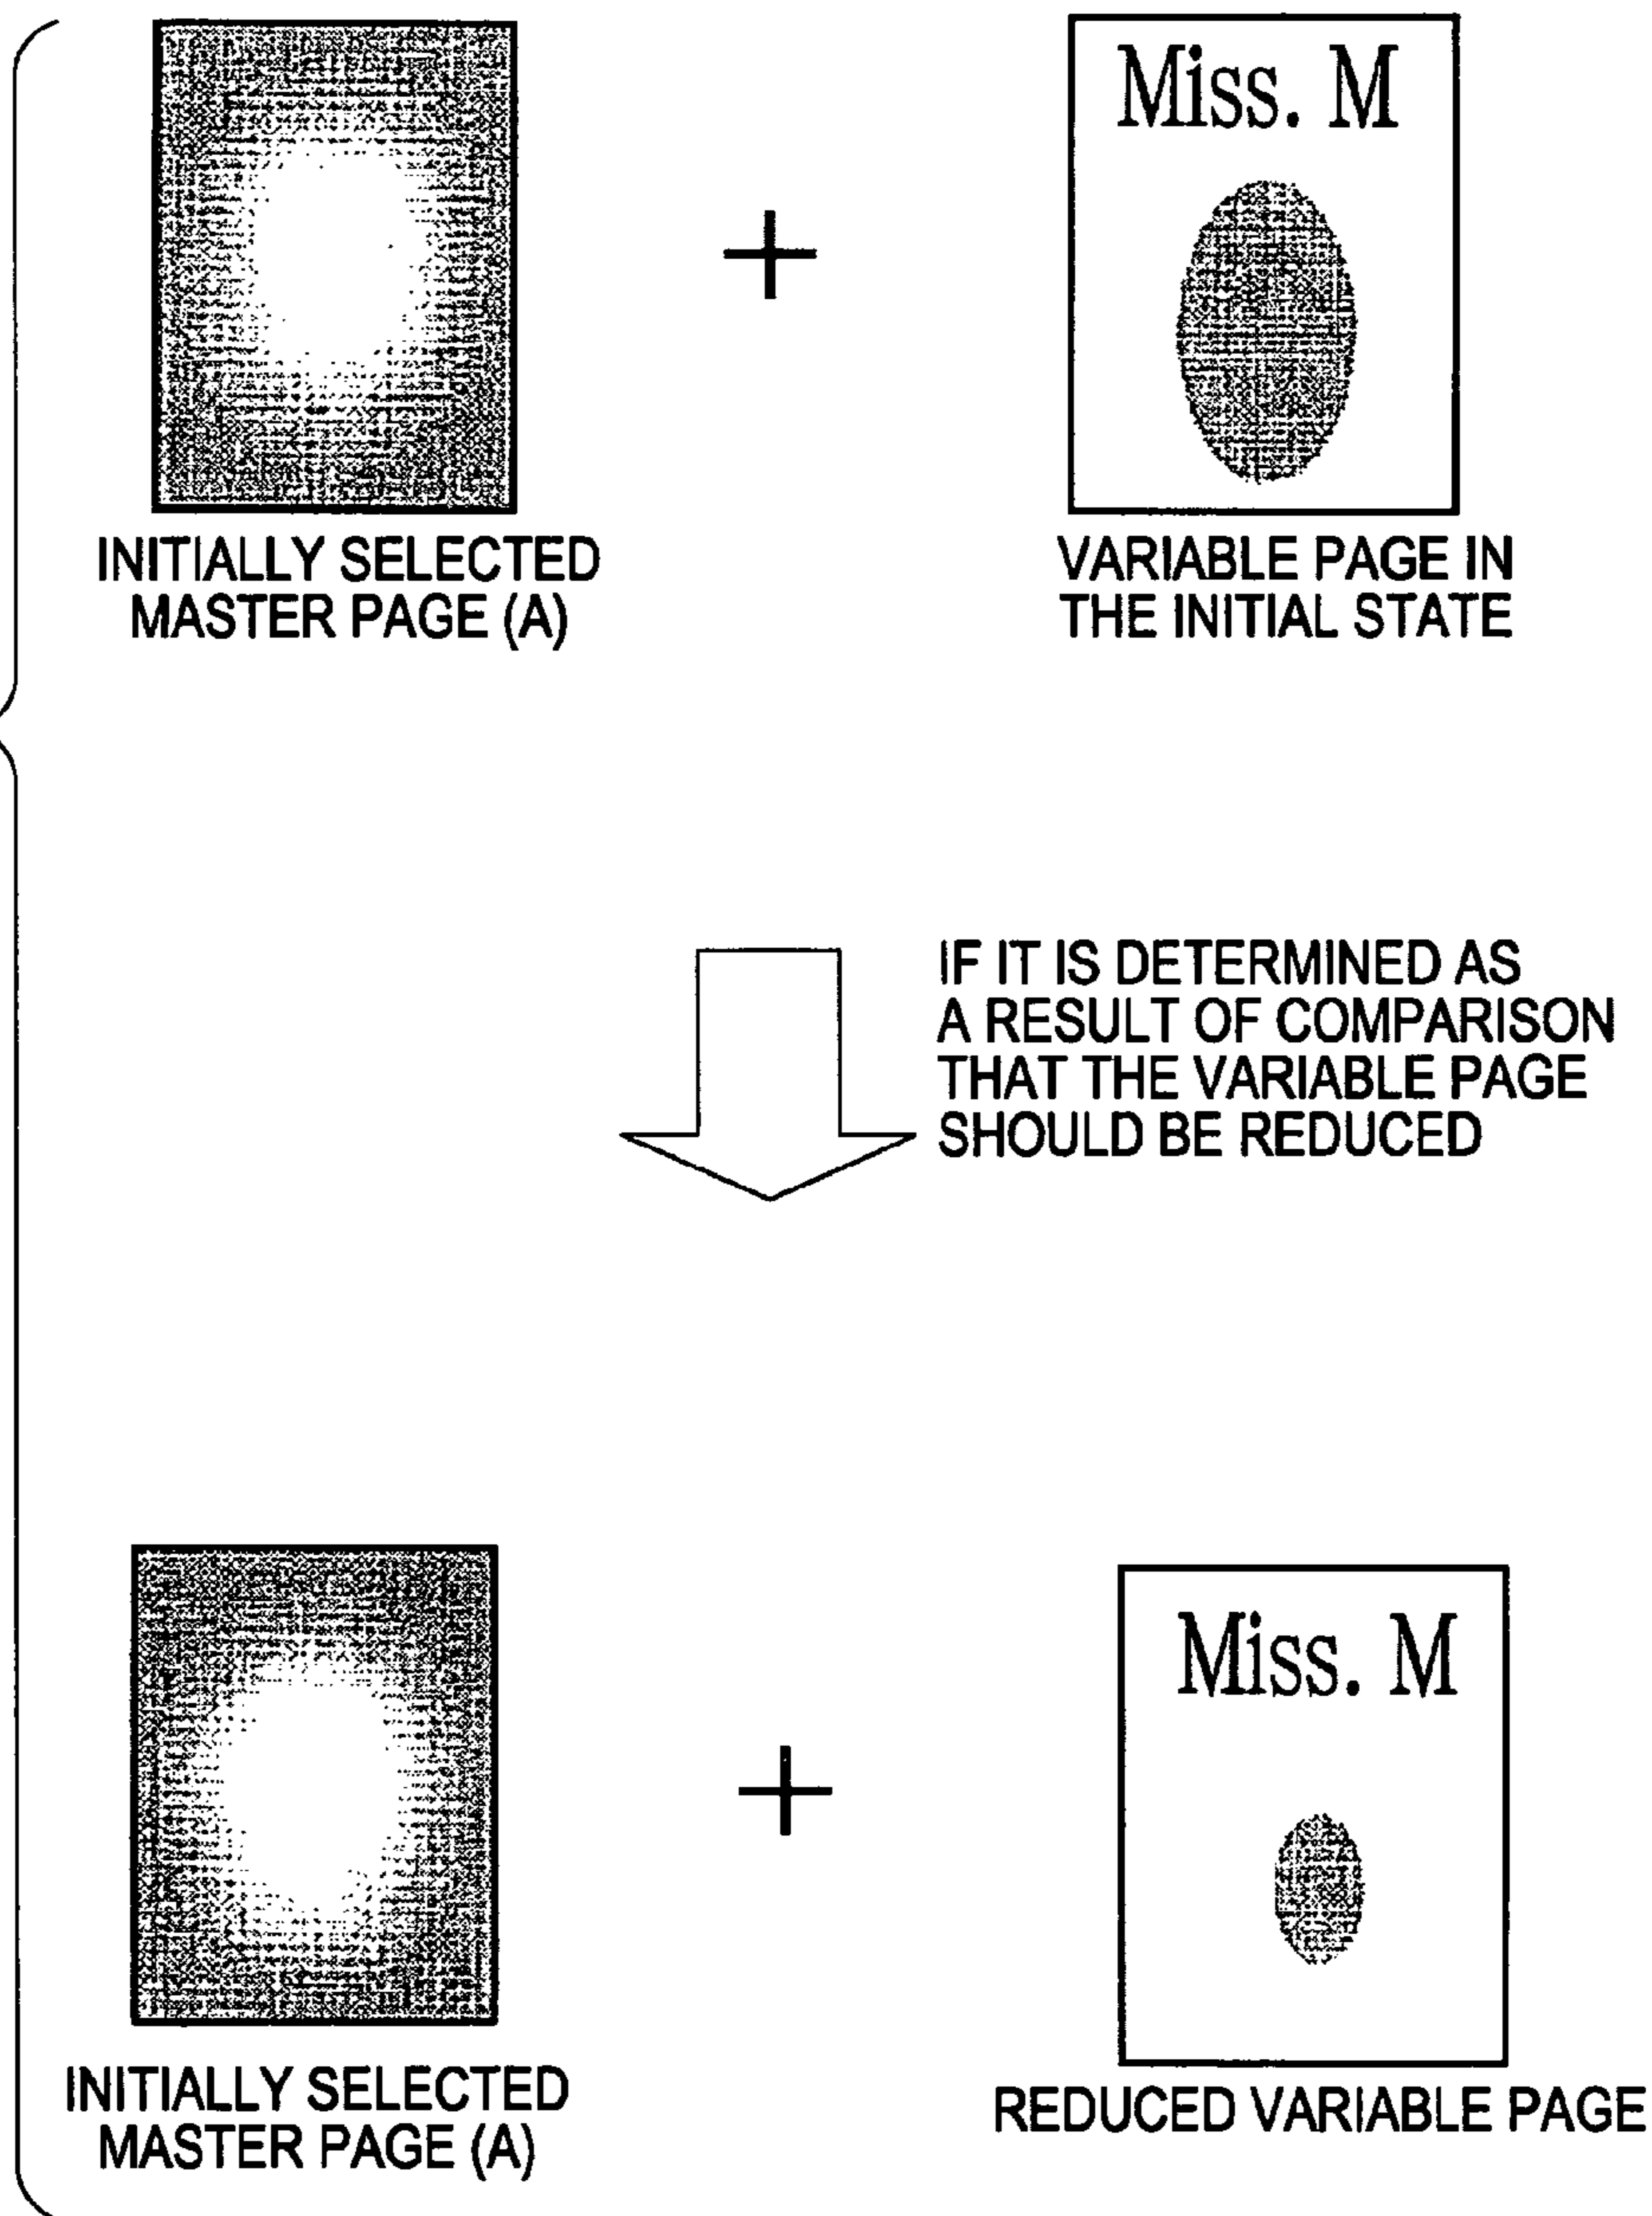 Miss. M
INITIALLY SELECTED
MASTER PAGE (A)
VARIABLE PAGE IN
THE INITIAL STATE
IF IT IS DETERMINED AS
A RESULT OF COMPARISON
THAT THE VARIABLE PAGE
SHOULD BE REDUCED
Miss. M
INITIALLY SELECTED
MASTER PAGE (A)
REDUCED VARIABLE PAGE